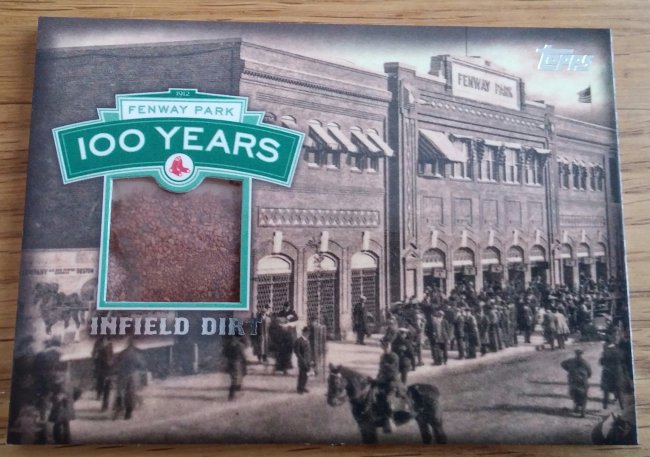 1912
FENWAY PARK
100 YEARS
FENWAY PARK
Topps
INFIELD DIRT